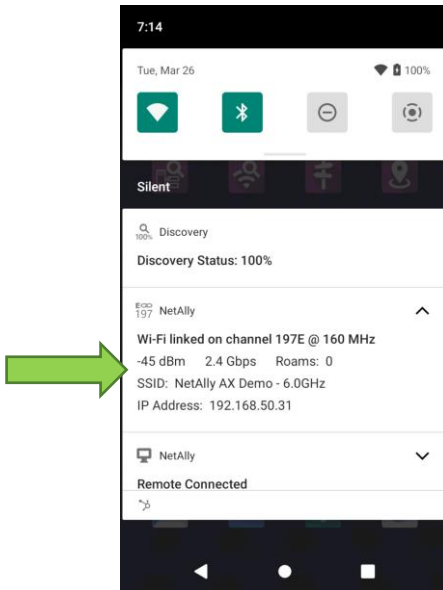 7:14
Tue, Mar 26
100%
Silent
100%
Discovery
Discovery Status: 100%
197
NetAlly
Wi-Fi linked on channel 197E @ 160 MHz
-45 dBm 2.4 Gbps Roams: 0
SSID: NetAlly AX Demo - 6.0GHz
IP Address: 192.168.50.31
NetAlly
Remote Connected